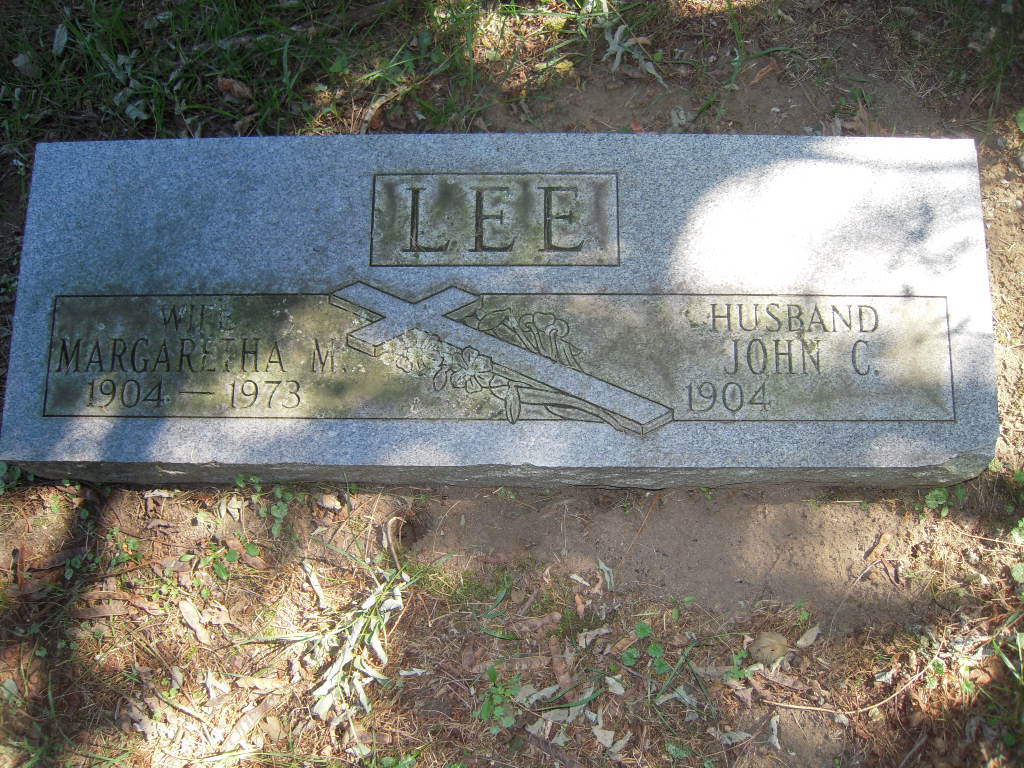 LEE
WIFE
MARGARETHA M.
1904 — 1973
HUSBAND
JOHN C.
1904